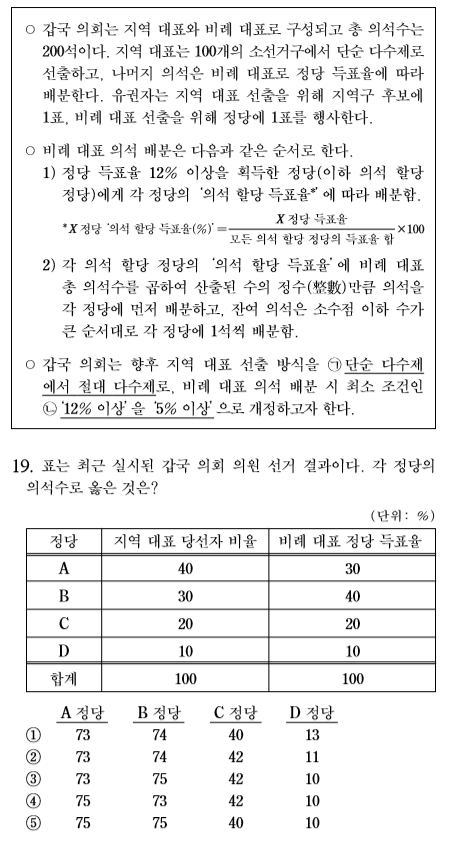 ○ 갑국 의회는 지역 대표와 비례 대표로 구성되고 총 의석수는
200석이다. 지역 대표는 100개의 소선거구에서 단순 다수제로
선출하고, 나머지 의석은 비례 대표로 정당 득표율에 따라
배분한다. 유권자는 지역 대표 선출을 위해 지역구 후보에
1표, 비례 대표 선출을 위해 정당에 1표를 행사한다.
○ 비례 대표 의석 배분은 다음과 같은 순서로 한다.
1) 정당 득표율 12% 이상을 획득한 정당(이하 의석 할당
정당)에게 각 정당의 ‘의석 할당 득표율*’에 따라 배분함.
*X 정당 ‘의석 할당 득표율(%)’ = X 정당 득표율 / 모든 의석 할당 정당의 득표율 합 ×100
2) 각 의석 할당 정당의 ‘의석 할당 득표율’에 비례 대표
총 의석수를 곱하여 산출된 수의 정수(整數)만큼 의석을
각 정당에 먼저 배분하고, 잔여 의석은 소수점 이하 수가
큰 순서대로 각 정당에 1석씩 배분함.
○ 갑국 의회는 향후 지역 대표 선출 방식을 ㉠단순 다수제
에서 절대 다수제로, 비례 대표 의석 배분 시 최소 조건인
㉡‘12% 이상’을 ‘5% 이상’으로 개정하고자 한다.
19. 표는 최근 실시된 갑국 의회 의원 선거 결과이다. 각 정당의
의석수로 옳은 것은?
(단위: %)
정당 지역 대표 당선자 비율 비례 대표 정당 득표율
A 40 30
B 30 40
C 20 20
D 10 10
합계 100 100
A 정당 B 정당 C 정당 D 정당
① 73 74 40 13
② 73 74 42 11
③ 73 75 42 10
④ 75 73 42 10
⑤ 75 75 40 10